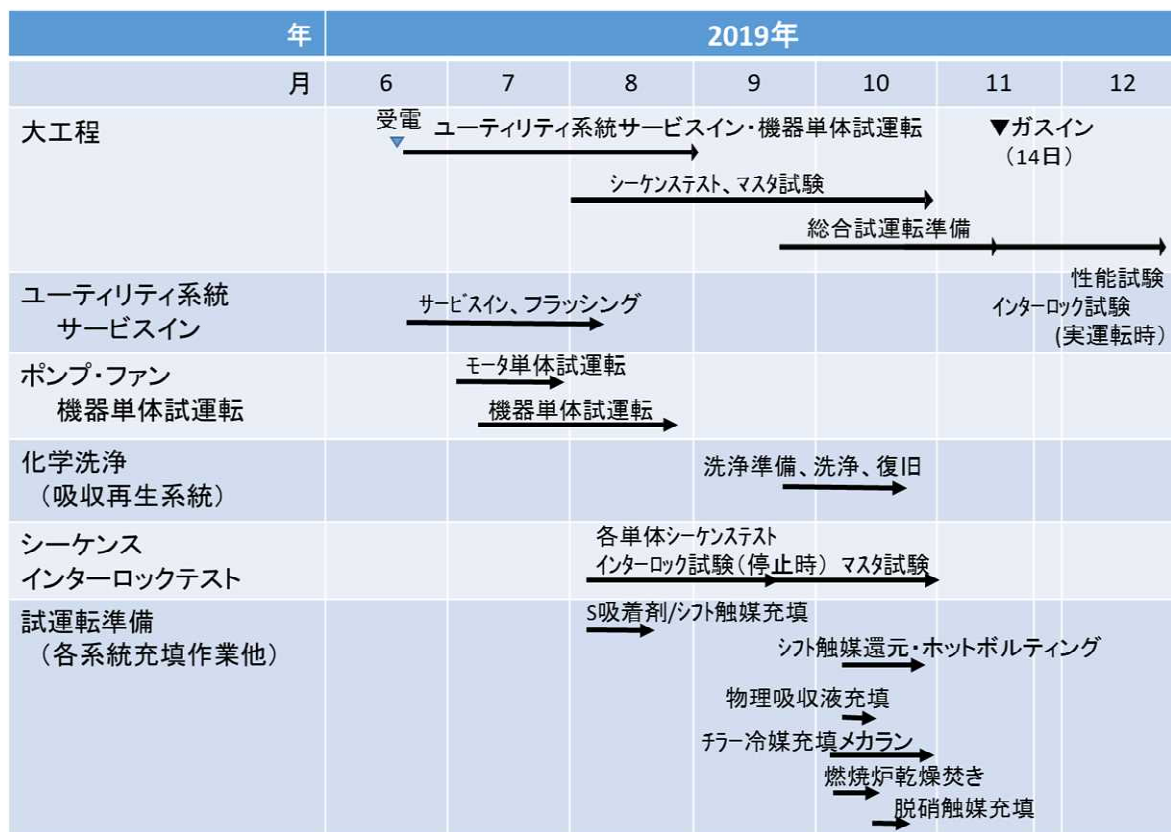 年
2019年
月
6
7
8
9
10
11
12
大工程
受電
ユーティリティ系統サービスイン・機器単体試運転
▼ガスイン
（14日）
シーケンステスト、マスタ試験
総合試運転準備
性能試験
インターロック試験
(実運転時）
ユーティリティ系統
サービスイン
サービスイン、フラッシング
ポンプ・ファン
機器単体試運転
モータ単体試運転
機器単体試運転
化学洗浄
（吸収再生系統）
洗浄準備、洗浄、復旧
シーケンス
インターロックテスト
各単体シーケンステスト
インターロック試験（停止時） マスタ試験
試運転準備
（各系統充填作業他）
S吸着剤/シフト触媒充填
シフト触媒還元・ホットボルティング
物理吸収液充填
チラー冷媒充填メカラン
燃焼炉乾燥焚き
脱硝触媒充填